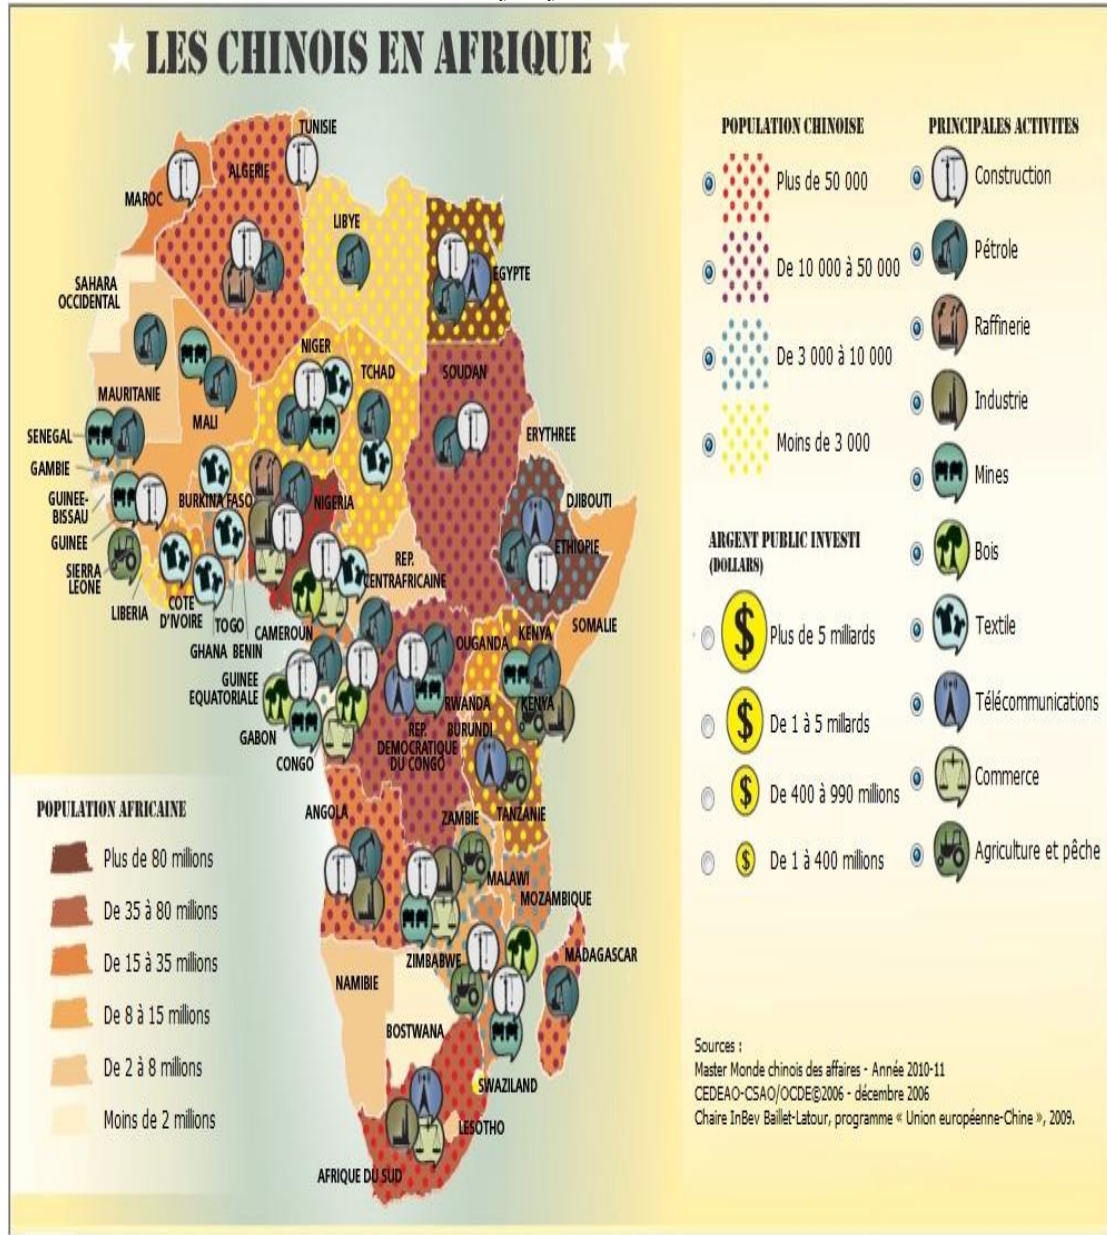 LES CHINOIS EN AFRIQUE
POPULATION CHINOISE
Plus de 50 000
De 10 000 à 50 000
De 3 000 à 10 000
Moins de 3 000
ARGENT PUBLIC INVESTI
(DOLLARS)
$ Plus de 5 milliards
$ De 1 à 5 millards
$ De 400 à 990 millions
$ De 1 à 400 millions
PRINCIPALES ACTIVITES
Construction
Pétrole
Raffinerie
Industrie
Mines
Bois
Textile
Télécommunications
Commerce
Agriculture et pêche
TUNISIE
ALGERIE
MAROC
LIBYE
EGYPTE
SAHARA
OCCIDENTAL
NIGER
TCHAD
SOUDAN
MAURITANIE
MALI
ERYTHREE
SENEGAL
GAMBIE
GUINEE-
BISSAU
GUINEE
SIERRA
LEONE
LIBERIA
COTE
D'IVOIRE
BURKINA FASO
NIGERIA
DJIBOUTI
ETHIOPIE
REP.
CENTRAFRICAINE
TOGO
GHANA
BENIN
CAMEROUN
SOMALIE
OUGANDA
KENYA
GUINEE
EQUATORIALE
GABON
CONGO
RWANDA
KENYA
BURUNDI
REP.
DEMOCRATIQUE
DU CONGO
ANGOLA
ZAMBIE
TANZANIE
MALAWI
MOZAMBIQUE
ZIMBABWE
MADAGASCAR
NAMIBIE
BOSTWANA
SWAZILAND
LESOTHO
AFRIQUE DU SUD
POPULATION AFRICAINE
Plus de 80 millions
De 35 à 80 millions
De 15 à 35 millions
De 8 à 15 millions
De 2 à 8 millions
Moins de 2 millions
Sources :
Master Monde chinois des affaires - Année 2010-11
CEDEAO-CSAO/OCDE©2006 - décembre 2006
Chaire InBev Baillet-Latour, programme « Union européenne-Chine », 2009.